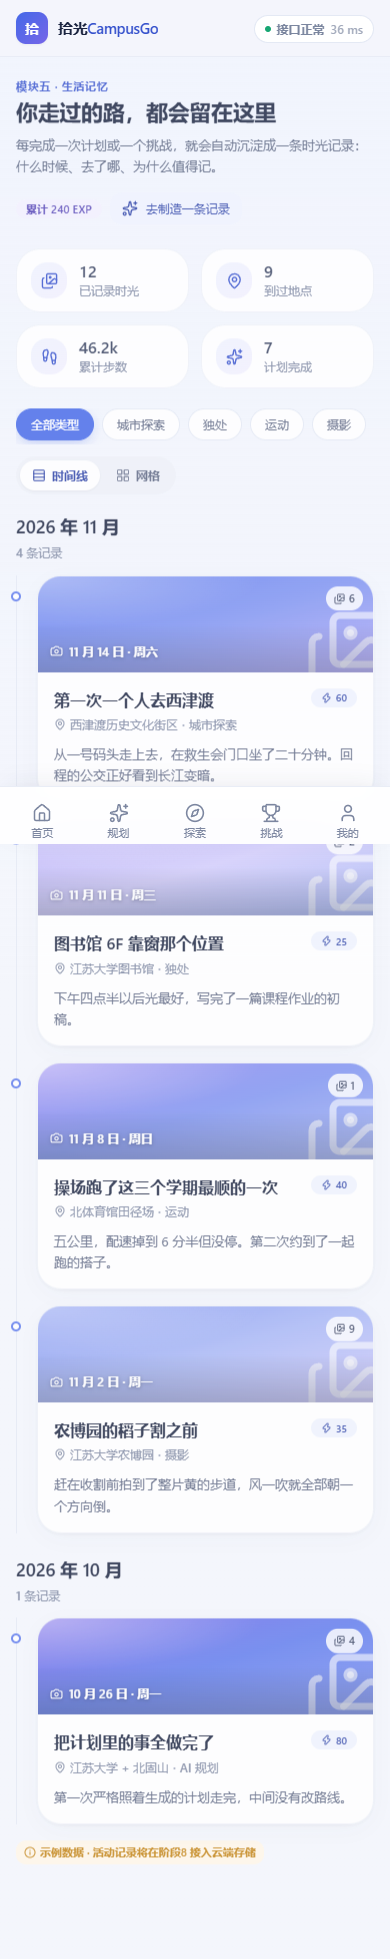 拾 拾光CampusGo 接口正常 36 ms
模块五 · 生活记忆
你走过的路，都会留在这里
每完成一次计划或一个挑战，就会自动沉淀成一条时光记录：
什么时候、去了哪、为什么值得记。
累计 240 EXP 去制造一条记录
12
已记录时光
9
到过地点
46.2k
累计步数
7
计划完成
全部类型 城市探索 独处 运动 摄影
时间线 网格
2026 年 11 月
4 条记录
6
11 月 14 日 · 周六
第一次一个人去西津渡 60
西津渡历史文化街区 · 城市探索
从一号码头走上去，在救生会门口坐了二十分钟。回
程的公交正好看到长江变暗。
首页 规划 探索 挑战 我的
11 月 11 日 · 周三
图书馆 6F 靠窗那个位置 25
江苏大学图书馆 · 独处
下午四点半以后光最好，写完了一篇课程作业的初
稿。
1
11 月 8 日 · 周日
操场跑了这三个学期最顺的一次 40
北体育馆田径场 · 运动
五公里，配速掉到 6 分半但没停。第二次约到了一起
跑的搭子。
9
11 月 2 日 · 周一
农博园的稻子割之前 35
江苏大学农博园 · 摄影
赶在收割前拍到了整片黄的步道，风一吹就全部朝一
个方向倒。
2026 年 10 月
1 条记录
4
10 月 26 日 · 周一
把计划里的事全做完了 80
江苏大学 + 北固山 · AI 规划
第一次严格照着生成的计划走完，中间没有改路线。
示例数据 · 活动记录将在阶段8 接入云端存储